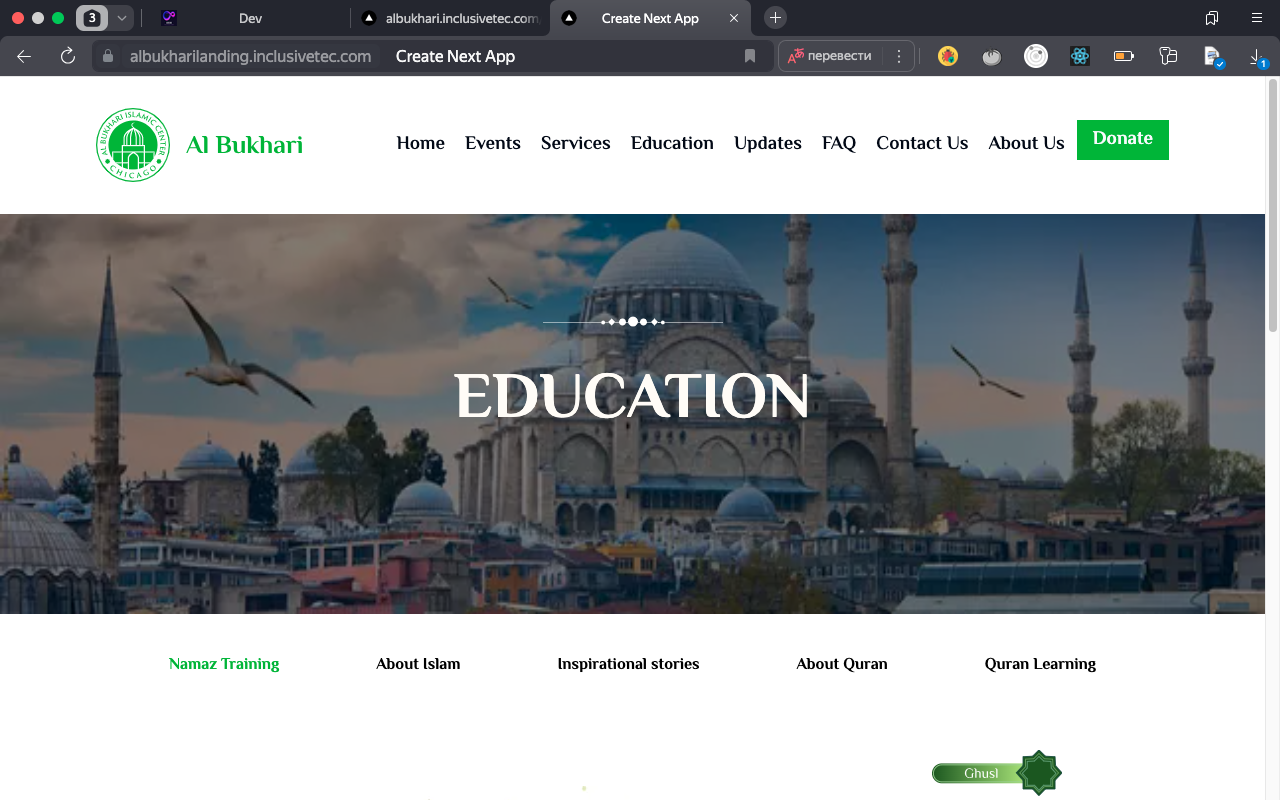 3
Dev
albukhari.inclusivetec.com
Create Next App
albukharilanding.inclusivetec.com
Create Next App
перевести
1
AL BUKHARI ISLAMIC CENTER
CHICAGO
Al Bukhari
Home
Events
Services
Education
Updates
FAQ
Contact Us
About Us
Donate
EDUCATION
Namaz Training
About Islam
Inspirational stories
About Quran
Quran Learning
Ghusl